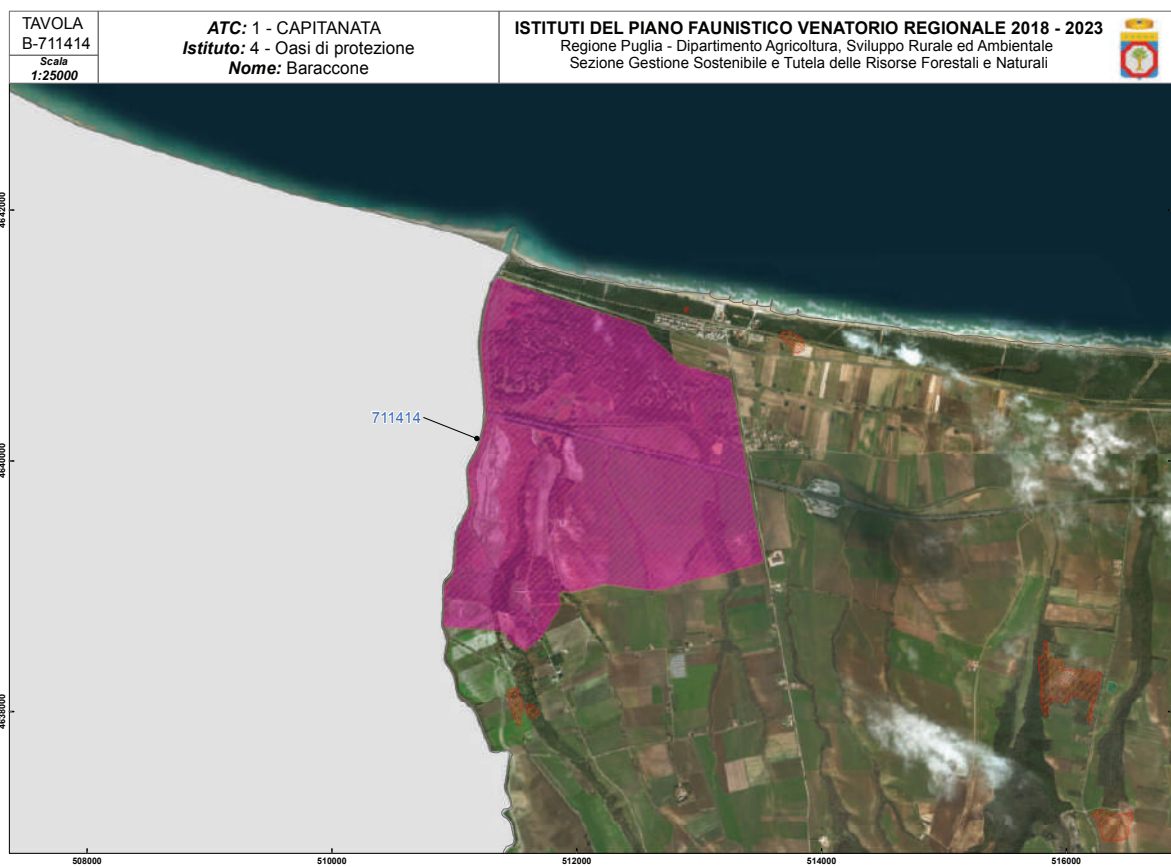 TAVOLA
B-711414
Scala
1:25000
ATC: 1 - CAPITANATA
Istituto: 4 - Oasi di protezione
Nome: Baraccone
ISTITUTI DEL PIANO FAUNISTICO VENATORIO REGIONALE 2018 - 2023
Regione Puglia - Dipartimento Agricoltura, Sviluppo Rurale ed Ambientale
Sezione Gestione Sostenibile e Tutela delle Risorse Forestali e Naturali
4642000
711414
4640000
4638000
508000
510000
512000
514000
516000